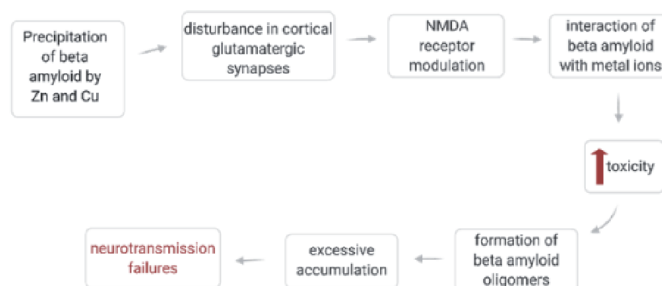 Precipitation
of beta
amyloid by
Zn and Cu
disturbance in cortical
glutamatergic
synapses
NMDA
receptor
modulation
interaction of
beta amyloid
with metal ions
toxicity
formation of
beta amyloid
oligomers
excessive
accumulation
neurotransmission
failures